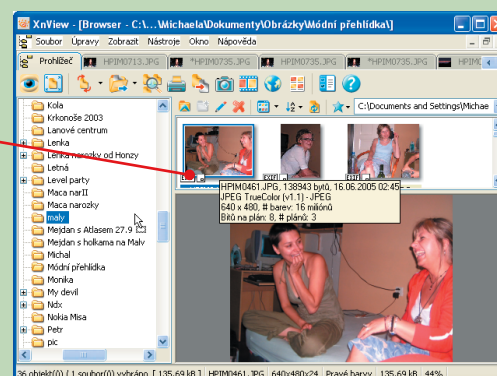 XnView - [Browser - C:\...\Michaela\Dokumenty\Obrázky\Módní přehlídka\]
Soubor Úpravy Zobrazit Nástroje Okno Nápověda
Prohlížeč HPIM0713.JPG *HPIM0735.JPG HPIM0735.JPG *HPIM0735.JPG HPIM
C:\Documents and Settings\Michae
Kola
Krkonoše 2003
Lanové centrum
Lenka
Lenka narozky od Honzy
Letná
Level party
Maca narII
Maca narozky
maly
Mejdan s Atlasem 27.9
Mejdan s holkama na Malv
Michal
Módní přehlídka
Monika
My devil
Ndx
Nokia Misa
Petr
pic
EXIF EXIF EXIF
HPIM0461.JPG, 138943 bytů, 16.06.2005 02:45- -
JPEG TrueColor (v1.1) - JPEG
640 x 480, # barev: 16 miliónů
Bitů na plán: 8, # plánů: 3
36 objekt(ů) / 1 soubor(ů) vybráno [ 135.69 kB ] HPIM0461.JPG 640x480x24 Pravé barvy 135.69 kB 44%